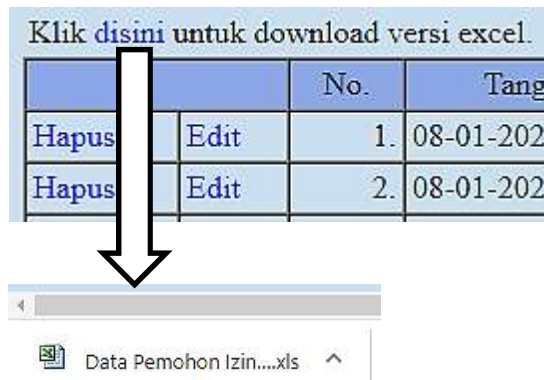 Klik disini untuk download versi excel.
No. Tang
Hapus Edit 1. 08-01-202
Hapus Edit 2. 08-01-202
Data Pemohon Izin....xls